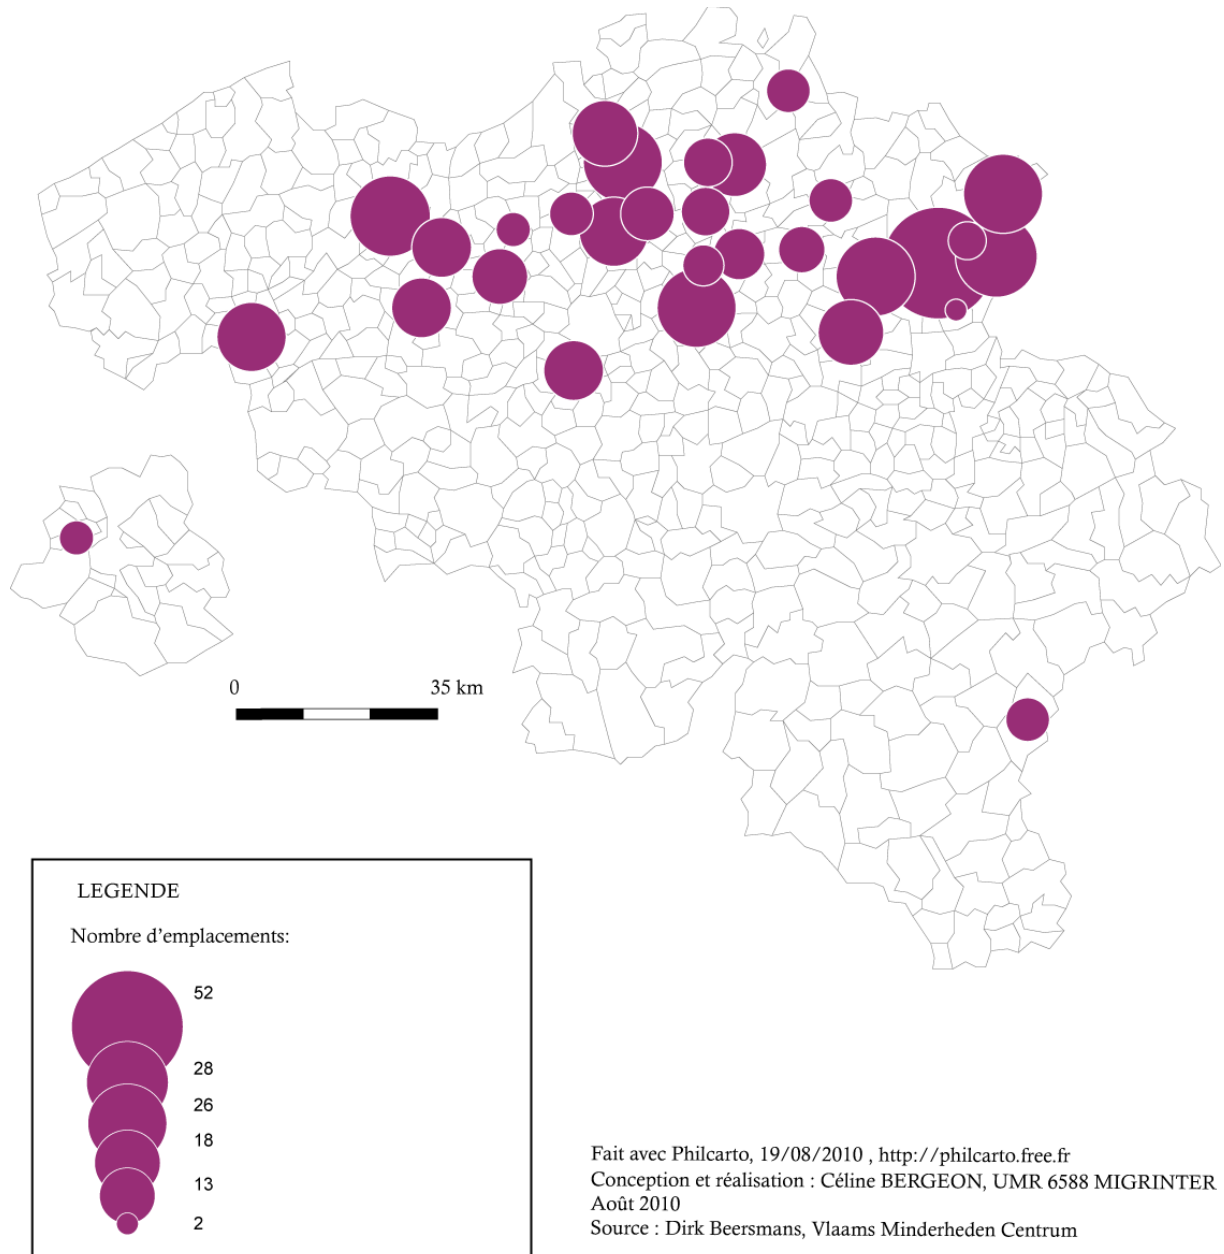 0 35 km
LEGENDE
Nombre d'emplacements:
52
28
26
18
13
2
Fait avec Philcarto, 19/08/2010 , http://philcarto.free.fr
Conception et réalisation : Céline BERGEON, UMR 6588 MIGRINTER
Août 2010
Source : Dirk Beersmans, Vlaams Minderheden Centrum